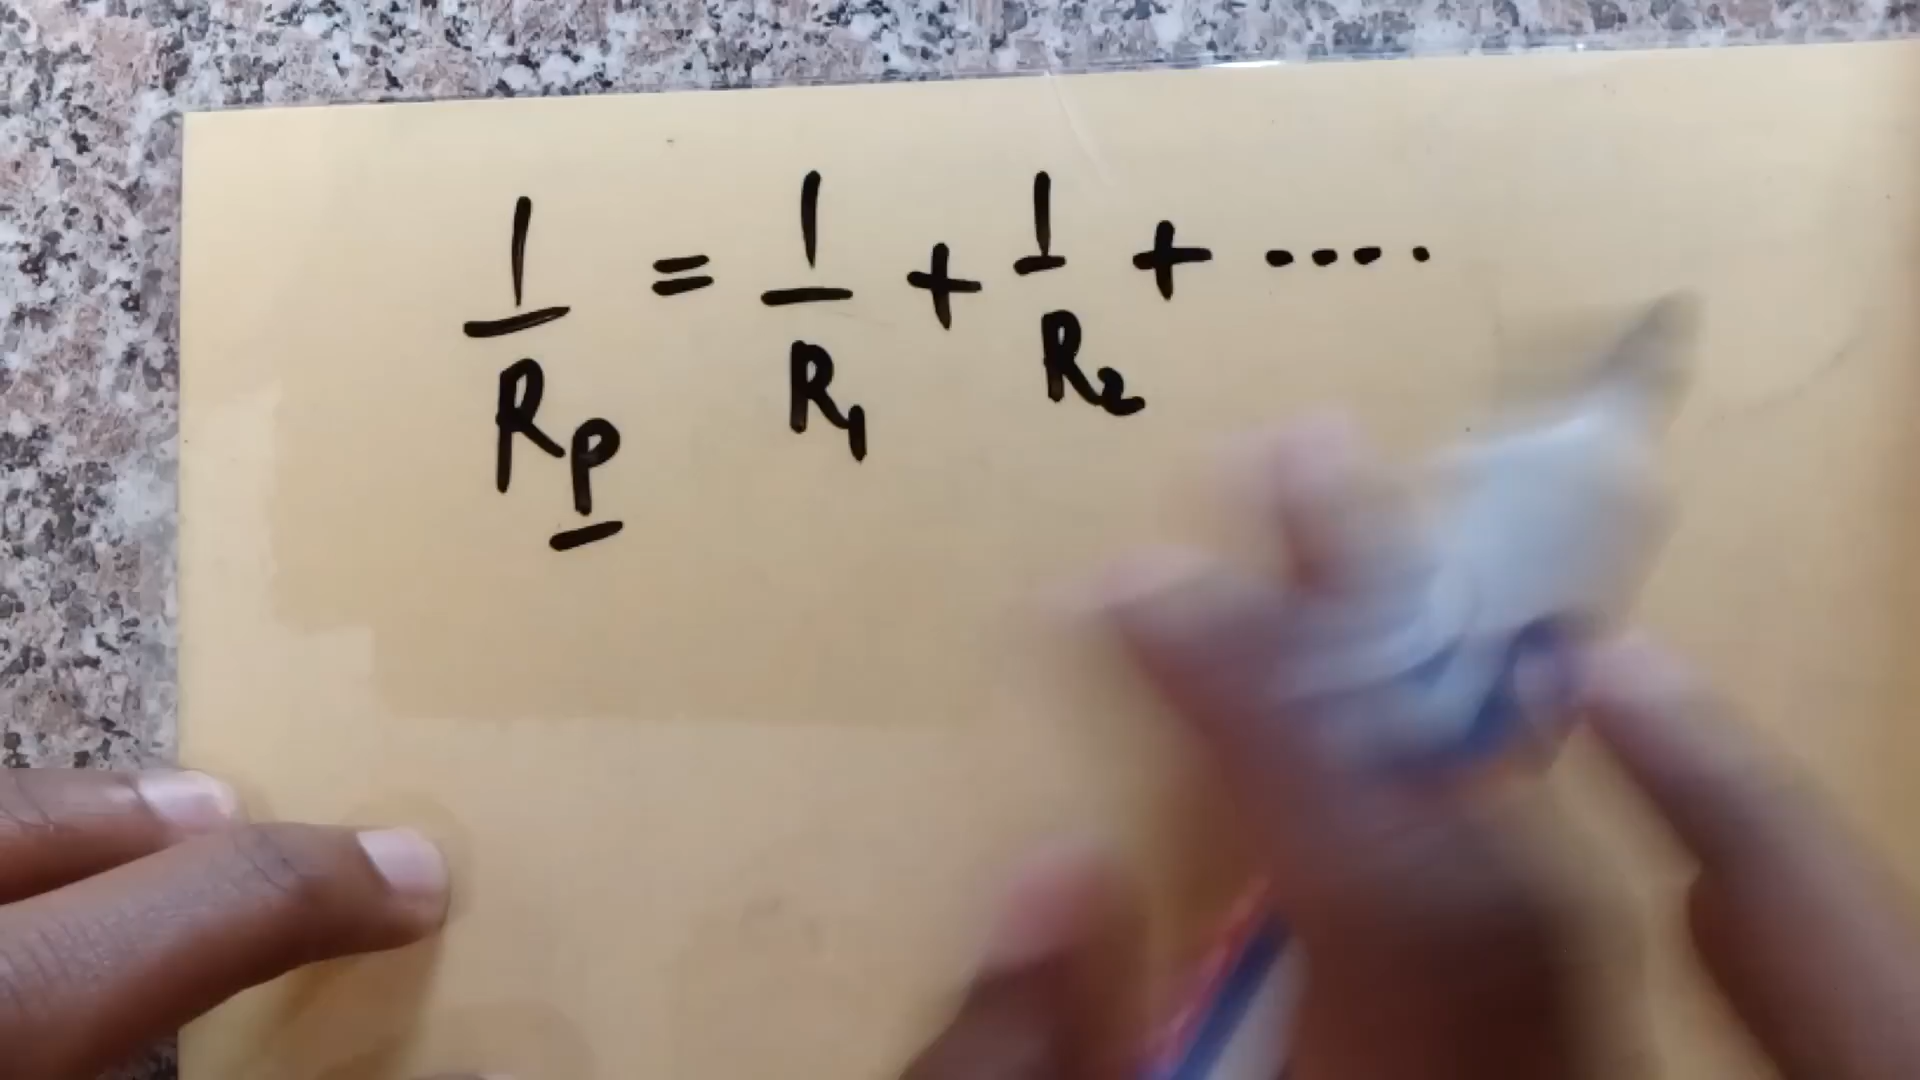 1/Rp = 1/R₁ + 1/R₂ + ....